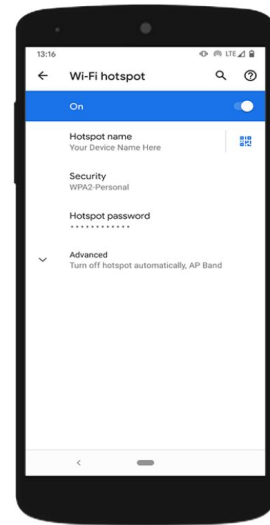 13:16
LTE
Wi-Fi hotspot
On
Hotspot name
Your Device Name Here
Security
WPA2-Personal
Hotspot password
••••••••••••
Advanced
Turn off hotspot automatically, AP Band